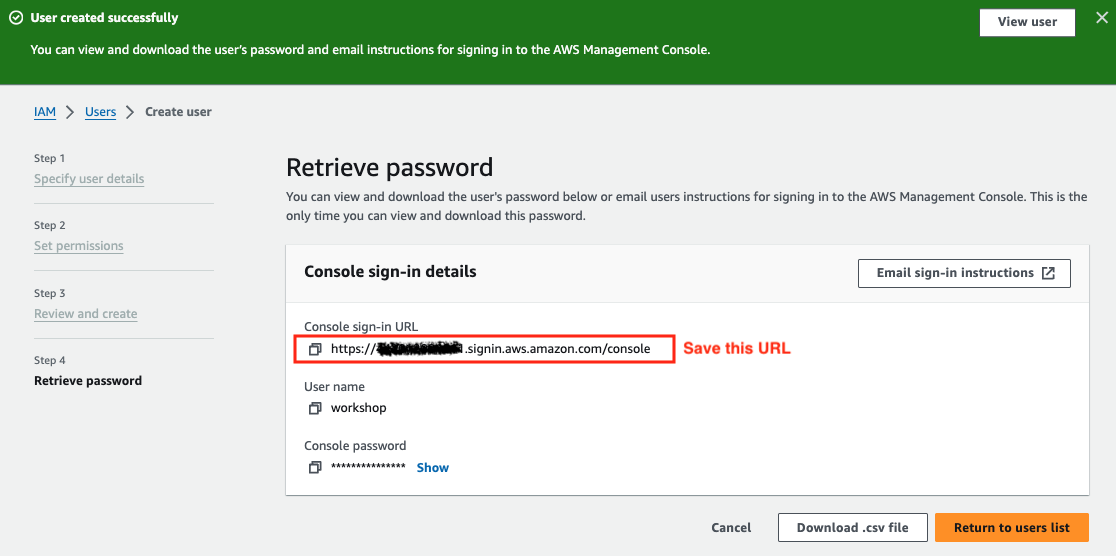 User created successfully
View user
You can view and download the user's password and email instructions for signing in to the AWS Management Console.
IAM > Users > Create user
Step 1
Specify user details
Step 2
Set permissions
Step 3
Review and create
Step 4
Retrieve password
Retrieve password
You can view and download the user's password below or email users instructions for signing in to the AWS Management Console. This is the
only time you can view and download this password.
Console sign-in details
Email sign-in instructions
Console sign-in URL
https:// .signin.aws.amazon.com/console
Save this URL
User name
workshop
Console password
*************** Show
Cancel
Download .csv file
Return to users list